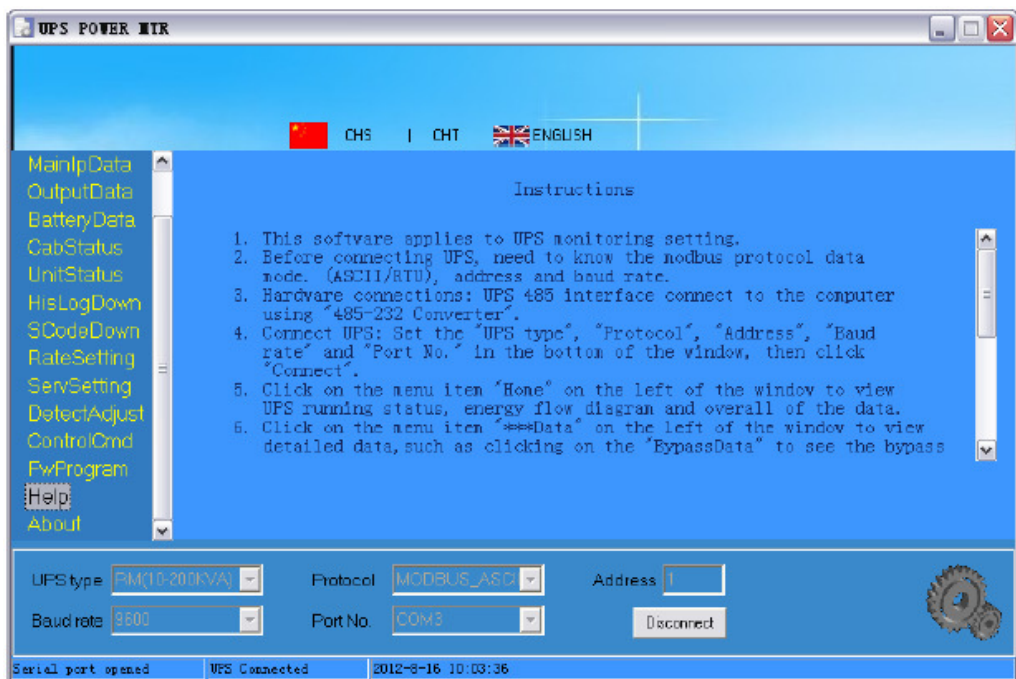 UPS POWER MTR
CHS | CHT ENGLISH
MainIpData
OutputData
BatteryData
CabStatus
UnitStatus
HisLogDown
SCodeDown
RateSetting
ServSetting
DetectAdjust
ControlCmd
FwProgram
Help
About
Instructions
1. This software applies to UPS monitoring setting.
2. Before connecting UPS, need to know the modbus protocol data
mode. (ASCII/RTU), address and baud rate.
3. Hardware connections: UPS 485 interface connect to the computer
using "485-232 Converter".
4. Connect UPS: Set the "UPS type", "Protocol", "Address", "Baud
rate" and "Port No." in the bottom of the window, then click
"Connect".
5. Click on the menu item "Home" on the left of the window to view
UPS running status, energy flow diagram and overall of the data.
6. Click on the menu item "***Data" on the left of the window to view
detailed data,such as clicking on the "BypassData" to see the bypass
UPS type RM(10-200KVA) Protocol MODBUS_ASCI Address 1
Baud rate 9600 Port No. COM3 Disconnect
Serial port opened UPS Connected 2012-8-16 10:03:36